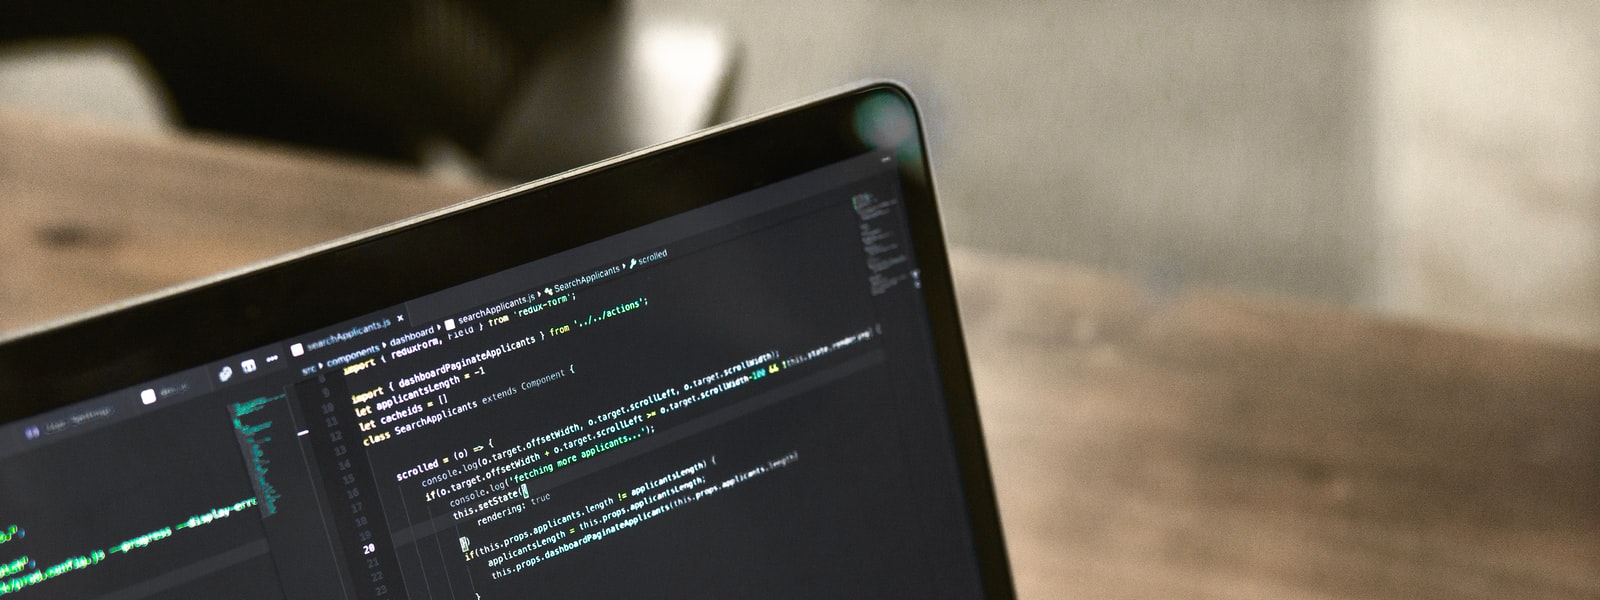 searchApplicants.js ×
src › components › dashboard › searchApplicants.js › SearchApplicants › scrolled
import { reduxForm, Field } from 'redux-form';
import { dashboardPaginateApplicants } from '../../actions';
let applicantsLength = -1
let cacheids = []
class SearchApplicants extends Component {
scrolled = (o) => {
console.log(o.target.offsetWidth, o.target.scrollLeft, o.target.scrollWidth);
if(o.target.offsetWidth + o.target.scrollLeft >= o.target.scrollWidth-100 && !this.state.rendering) {
console.log('fetching more applicants...');
this.setState({
rendering: true
})
if(this.props.applicants.length != applicantsLength) {
applicantsLength = this.props.applicantsLength;
this.props.dashboardPaginateApplicants(this.props.applicants.length)
}
8
9
10
11
12
13
14
15
16
17
18
19
20
21
22
23
--progress --display-error
prod.config.js